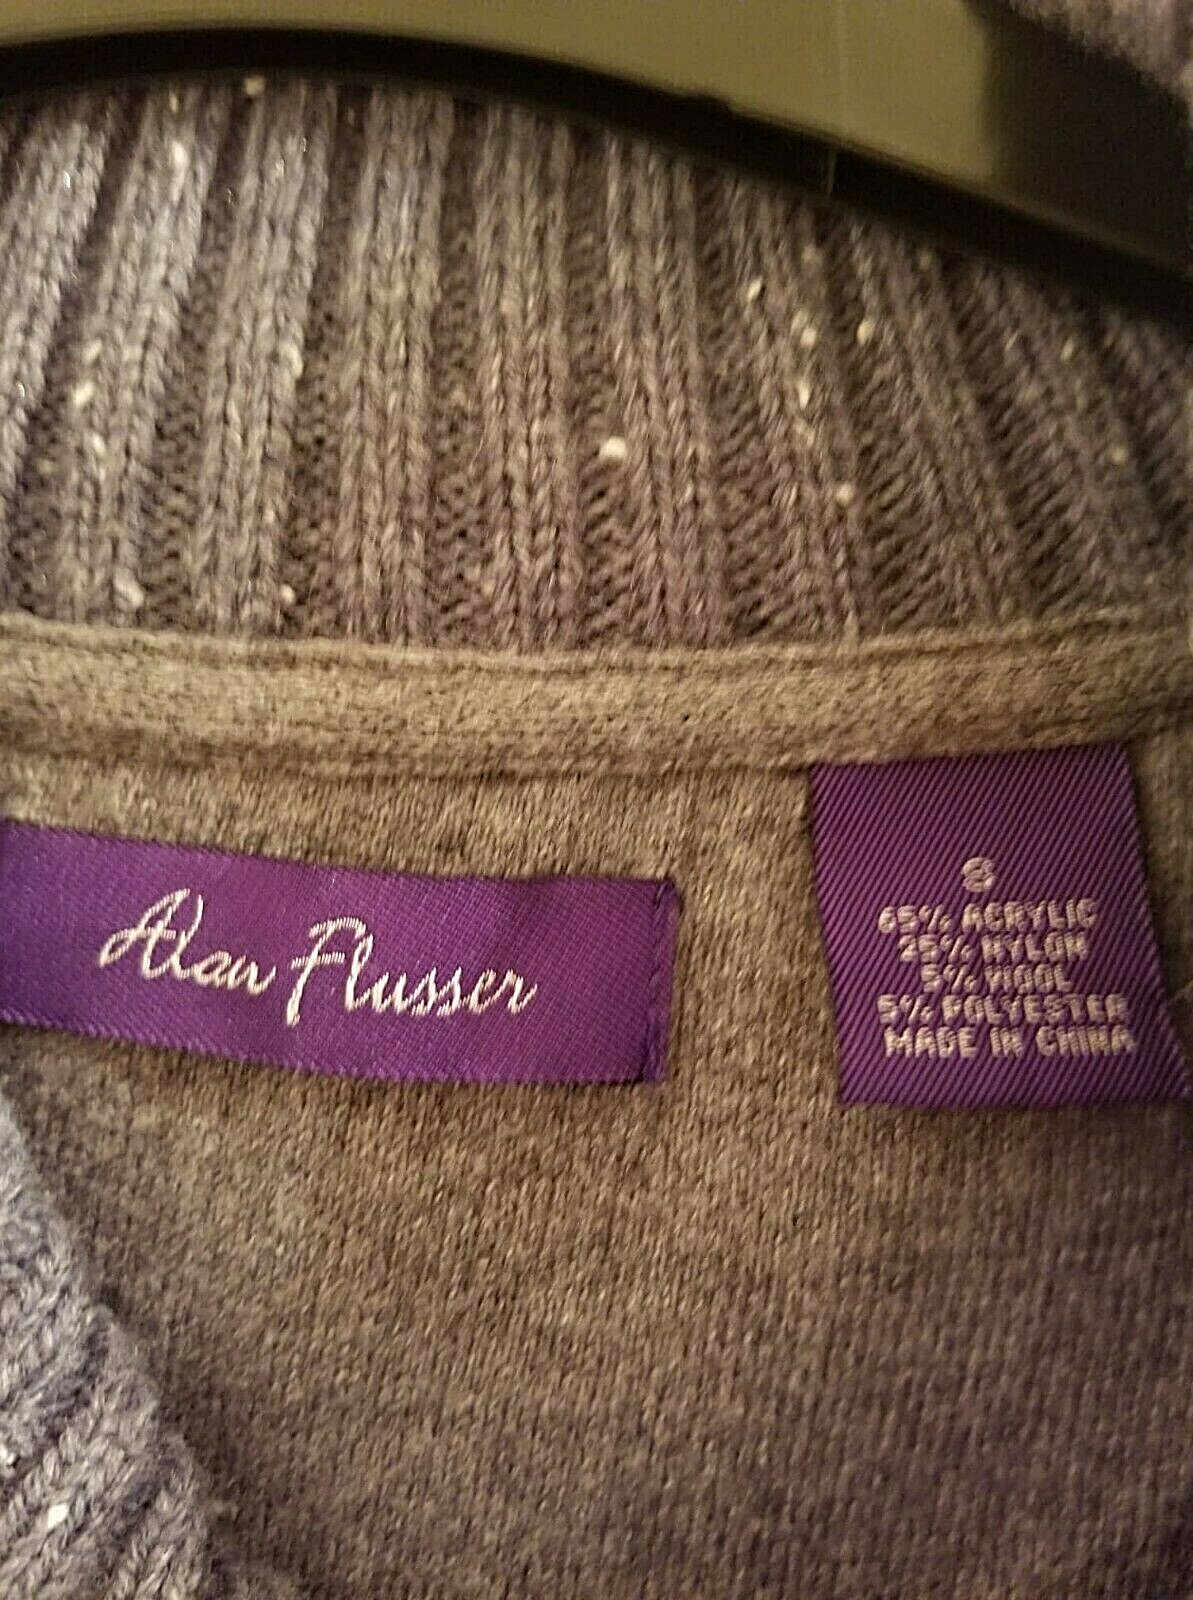 Alan Flusser
S
65% ACRYLIC
25% NYLON
5% WOOL
5% POLYESTER
MADE IN CHINA